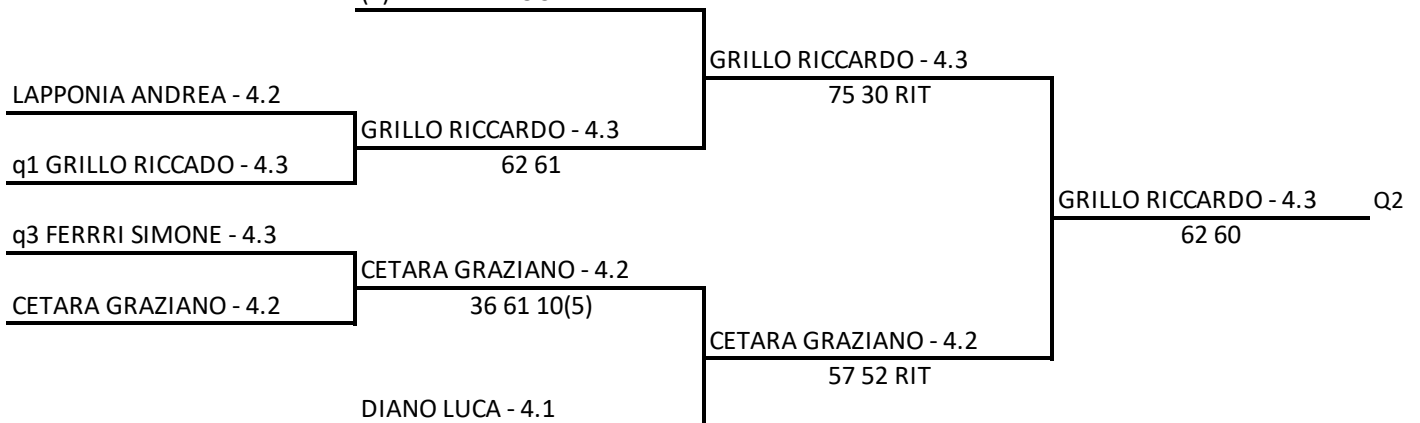 GRILLO RICCARDO - 4.3
LAPPONIA ANDREA - 4.2
75 30 RIT
GRILLO RICCARDO - 4.3
q1 GRILLO RICCADO - 4.3
62 61
GRILLO RICCARDO - 4.3 Q2
q3 FERRRI SIMONE - 4.3
62 60
CETARA GRAZIANO - 4.2
CETARA GRAZIANO - 4.2
36 61 10(5)
CETARA GRAZIANO - 4.2
57 52 RIT
DIANO LUCA - 4.1